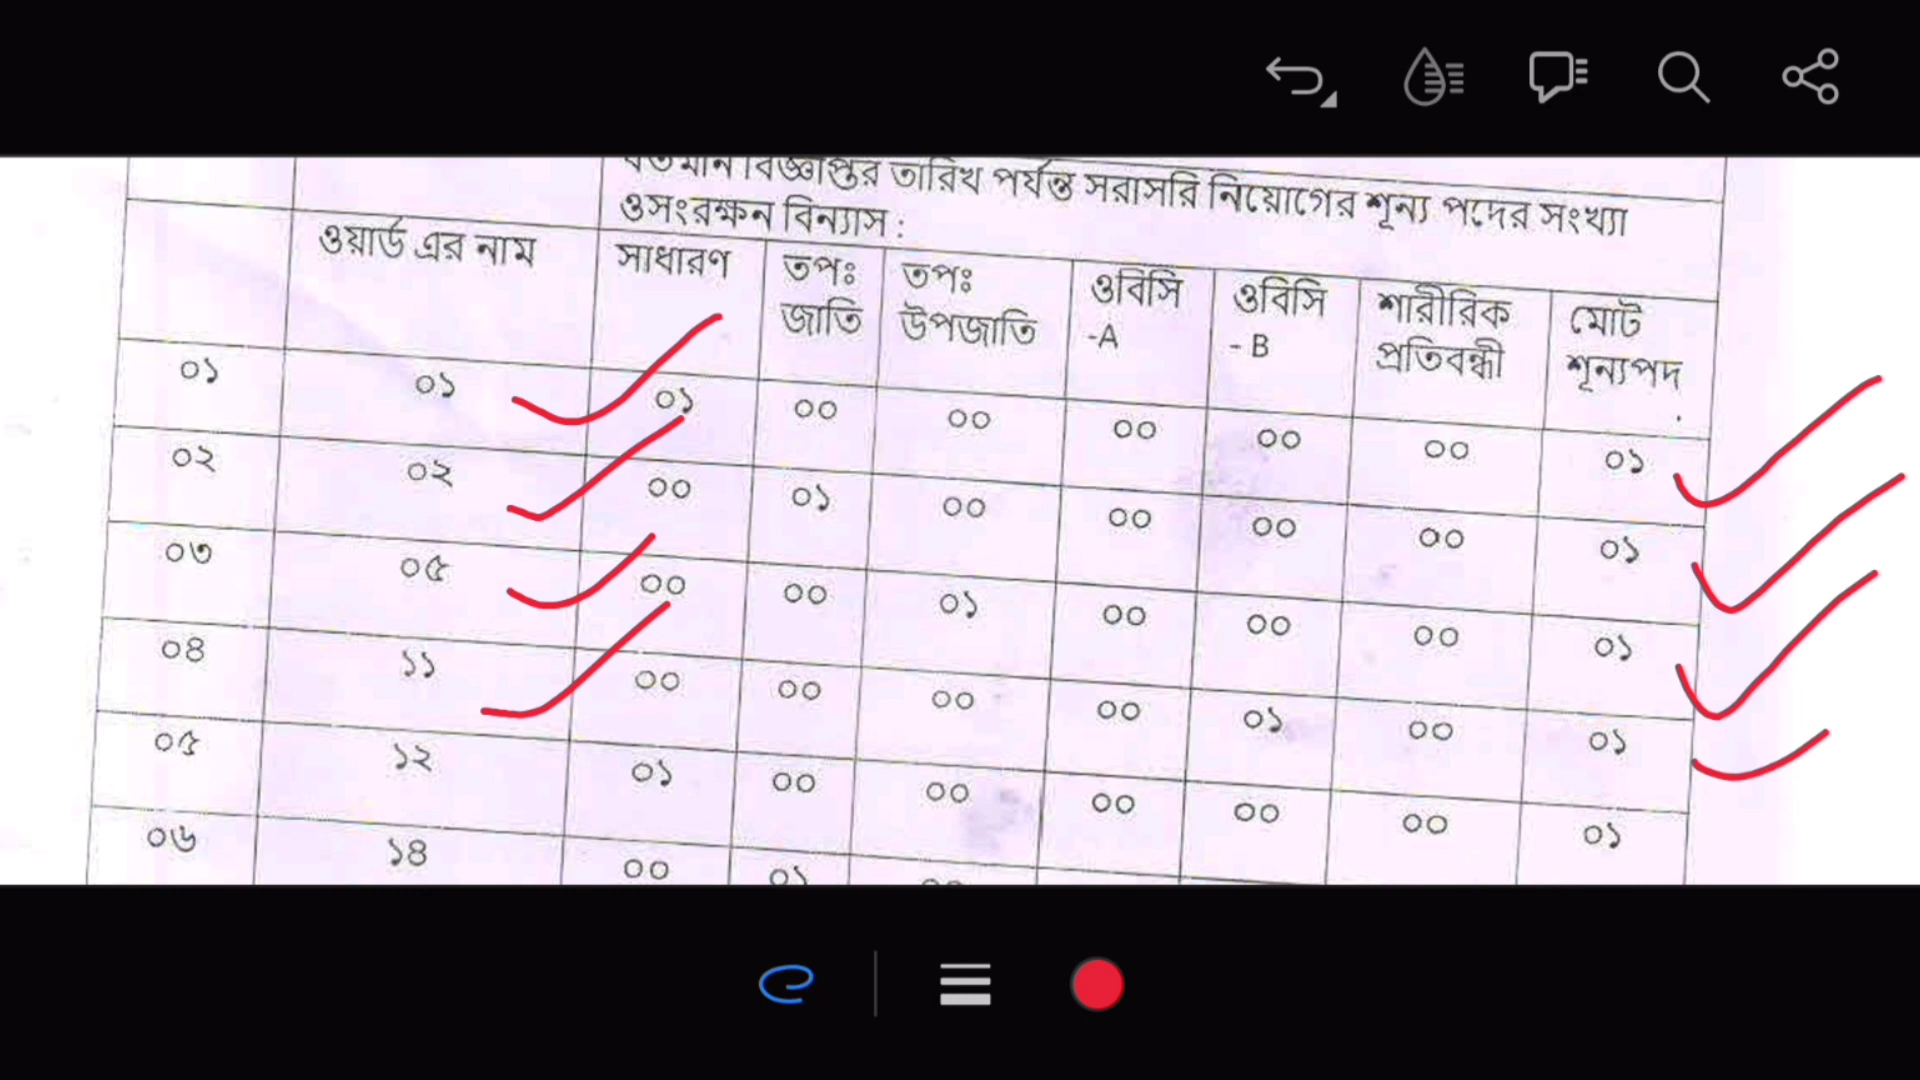 বর্তমান বিজ্ঞপ্তির তারিখ পর্যন্ত সরাসরি নিয়োগের শূন্য পদের সংখ্যা
ওসংরক্ষন বিন্যাস :
ওয়ার্ড এর নাম সাধারণ তপঃ জাতি তপঃ উপজাতি ওবিসি -A ওবিসি - B শারীরিক প্রতিবন্ধী মোট শূন্যপদ
০১ ০১ ০১ ০০ ০০ ০০ ০০ ০০ ০১
০২ ০২ ০০ ০১ ০০ ০০ ০০ ০০ ০১
০৩ ০৫ ০০ ০০ ০১ ০০ ০০ ০০ ০১
০৪ ১১ ০০ ০০ ০০ ০০ ০১ ০০ ০১
০৫ ১২ ০১ ০০ ০০ ০০ ০০ ০০ ০১
০৬ ১৪ ০০ ০১ ০০